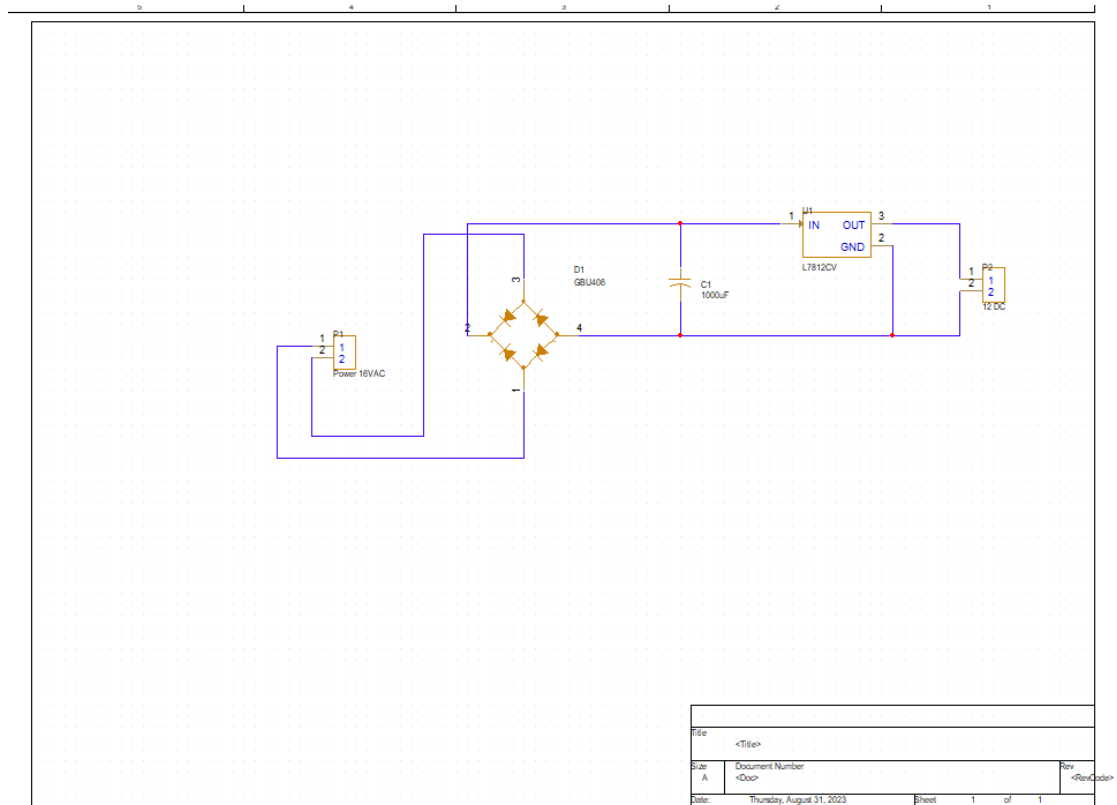 5 4 3 2 1
U1
1 IN OUT 3
GND 2
L7812CV
D1
GBU406
3
2 4
1
C1
1000uF
P2
1 1
2 2
12 DC
P1
1 1
2 2
Power 16VAC
Title
<Title>
Size Document Number Rev
A <Doc> <RevCode>
Date: Thursday, August 31, 2023 Sheet 1 of 1